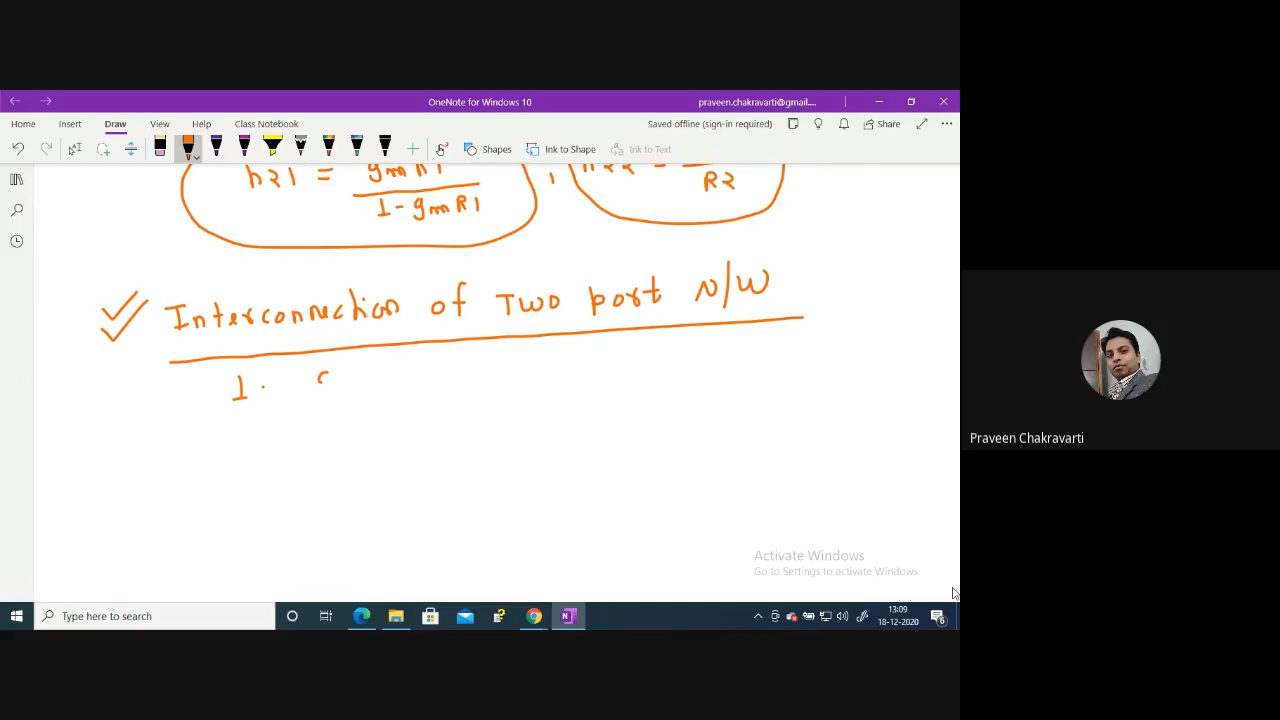 OneNote for Windows 10
praveen.chakravarti@gmail....
Home Insert Draw View Help Class Notebook
Saved offline (sign-in required)
Share
Shapes
Ink to Shape
Ink to Text
h21 = gmR1
1-gmR1
,
R2
Interconnection of Two port N/W
1.
Praveen Chakravarti
Activate Windows
Go to Settings to activate Windows.
Type here to search
13:09
18-12-2020
6